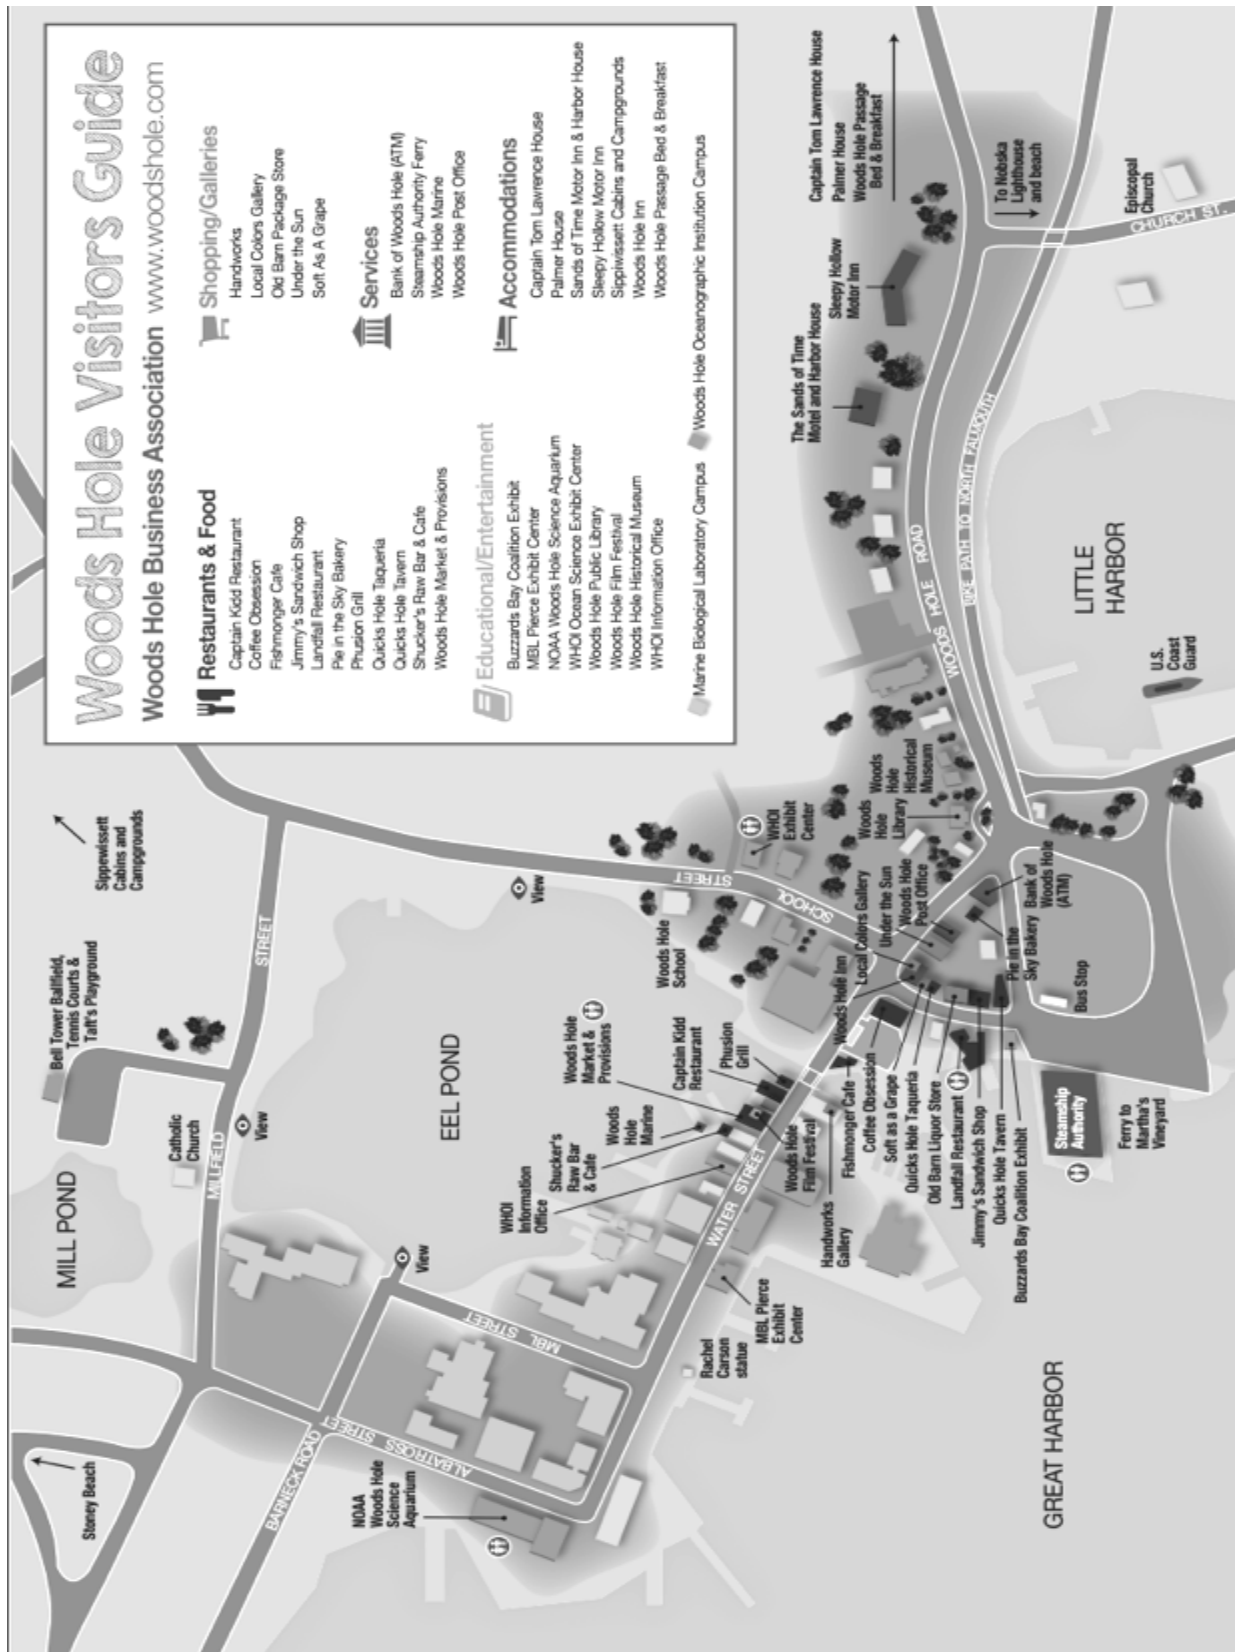 Woods Hole Visitors Guide
Woods Hole Business Association www.woodshole.com
Restaurants & Food
Captain Kidd Restaurant
Coffee Obsession
Fishmonger Cafe
Jimmy's Sandwich Shop
Landfall Restaurant
Pie in the Sky Bakery
Phusion Grill
Quicks Hole Taqueria
Quicks Hole Tavern
Shucker's Raw Bar & Cafe
Woods Hole Market & Provisions
Shopping/Galleries
Handworks
Local Colors Gallery
Old Barn Package Store
Under the Sun
Soft As A Grape
Services
Bank of Woods Hole (ATM)
Steamship Authority Ferry
Woods Hole Marine
Woods Hole Post Office
Educational/Entertainment
Buzzards Bay Coalition Exhibit
MBL Pierce Exhibit Center
NOAA Woods Hole Science Aquarium
WHOI Ocean Science Exhibit Center
Woods Hole Public Library
Woods Hole Film Festival
Woods Hole Historical Museum
WHOI Information Office
Accommodations
Captain Tom Lawrence House
Palmer House
Sands of Time Motor Inn & Harbor House
Sleepy Hollow Motor Inn
Sippiwissett Cabins and Campgrounds
Woods Hole Inn
Woods Hole Passage Bed & Breakfast
Marine Biological Laboratory Campus
Woods Hole Oceanographic Institution Campus
Stoney Beach
MILL POND
Bell Tower Ballfield,
Tennis Courts &
Taft's Playground
Sippewissett
Cabins and
Campgrounds
Catholic
Church
MILLFIELD
STREET
View
View
View
EEL POND
BARNECK ROAD
ALBATROSS STREET
MBL STREET
NOAA
Woods Hole
Science
Aquarium
WHOI
Information
Office
Shucker's
Raw Bar
& Cafe
Woods
Hole
Marine
Woods Hole
Market &
Provisions
Captain Kidd
Restaurant
Phusion
Grill
Woods Hole
School
SCHOOL
STREET
WHOI
Exhibit
Center
WATER STREET
Rachel
Carson
statue
MBL Pierce
Exhibit
Center
Woods Hole
Film Festival
Handworks
Gallery
Fishmonger Cafe
Coffee Obsession
Soft as a Grape
Quicks Hole Taqueria
Old Barn Liquor Store
Landfall Restaurant
Jimmy's Sandwich Shop
Quicks Hole Tavern
Buzzards Bay Coalition Exhibit
Woods Hole Inn
Local Colors Gallery
Under the Sun
Woods Hole
Post Office
Pie in the
Sky Bakery
Bank of
Woods Hole
(ATM)
Bus Stop
Woods
Hole
Library
Woods
Hole
Historical
Museum
Steamship
Authority
Ferry to
Martha's
Vineyard
GREAT HARBOR
WOODS HOLE ROAD
BIKE PATH TO NORTH FALMOUTH
The Sands of Time
Motel and Harbor House
Sleepy Hollow
Motor Inn
Captain Tom Lawrence House
Palmer House
Woods Hole Passage
Bed & Breakfast
To Nobska
Lighthouse
and beach
Episcopal
Church
CHURCH ST.
LITTLE
HARBOR
U.S.
Coast
Guard